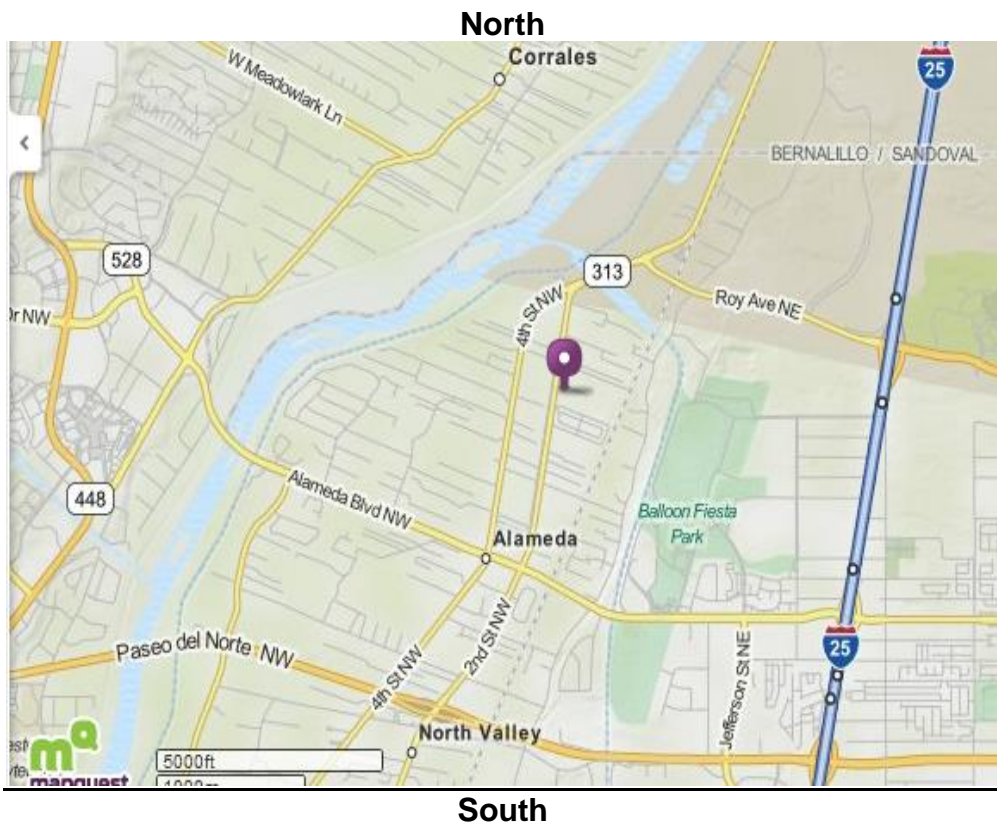 North
Corrales
W Meadowlark Ln
25
BERNALILLO / SANDOVAL
528
313
Roy Ave NE
4th St NW
448
Alameda Blvd NW
Alameda
Balloon Fiesta
Park
25
Paseo del Norte NW
4th St NW
2nd St NW
Jefferson St NE
North Valley
5000ft
mapquest
South